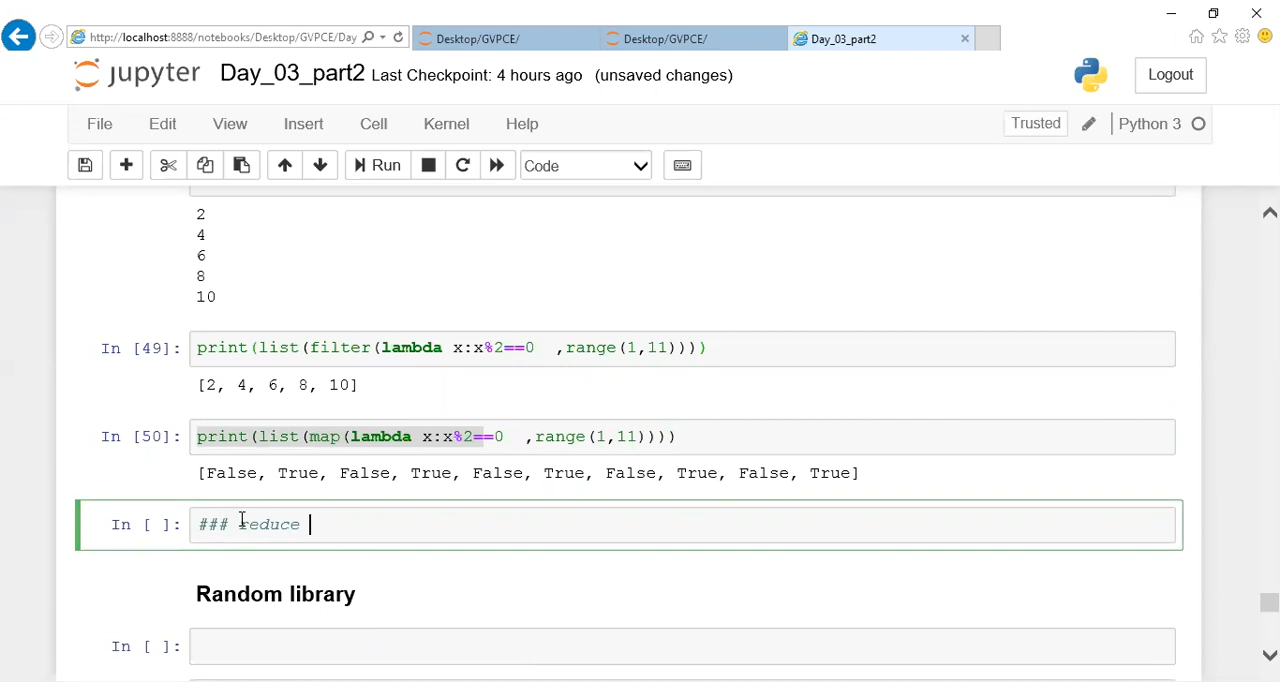 http://localhost:8888/notebooks/Desktop/GVPCE/Day
Desktop/GVPCE/
Desktop/GVPCE/
Day_03_part2
jupyter Day_03_part2 Last Checkpoint: 4 hours ago (unsaved changes)
Logout
File Edit View Insert Cell Kernel Help
Trusted
Python 3
Run
Code
2
4
6
8
10
In [49]: print(list(filter(lambda x:x%2==0  ,range(1,11))))
[2, 4, 6, 8, 10]
In [50]: print(list(map(lambda x:x%2==0  ,range(1,11))))
[False, True, False, True, False, True, False, True, False, True]
In [ ]: ### reduce
Random library
In [ ]: